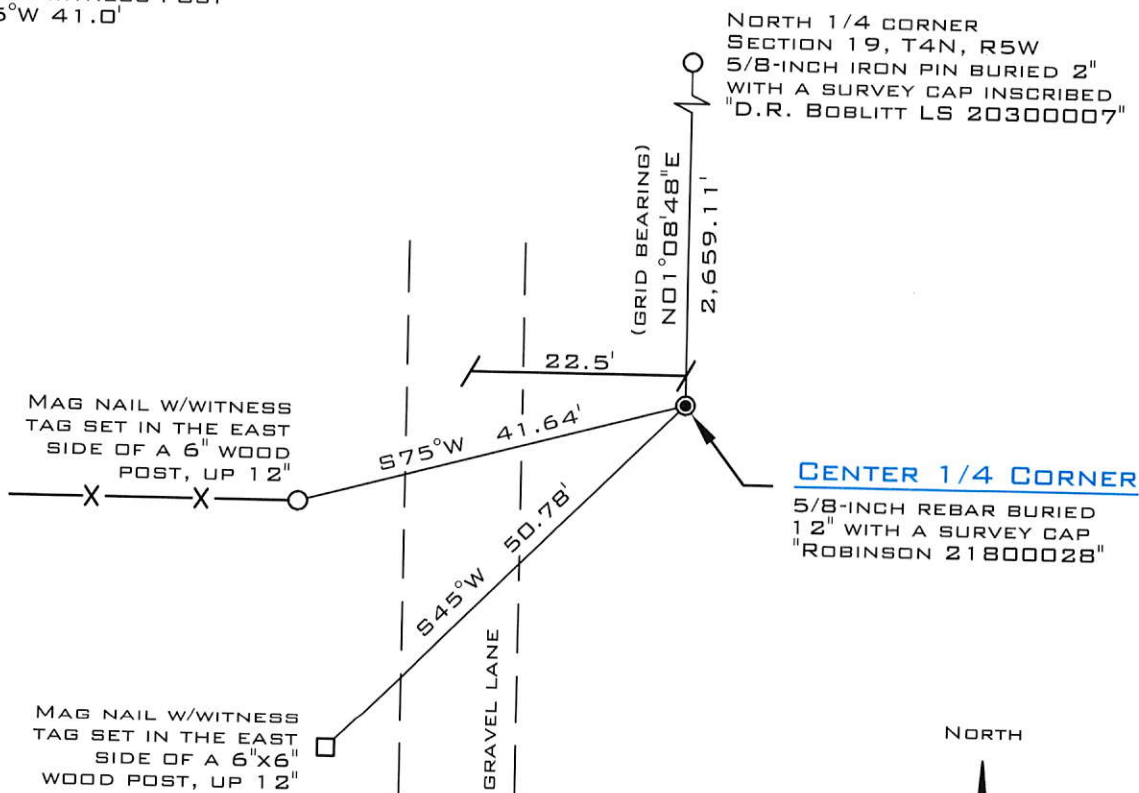 5°W 41.0'
NORTH 1/4 CORNER
SECTION 19, T4N, R5W
5/8-INCH IRON PIN BURIED 2"
WITH A SURVEY CAP INSCRIBED
"D.R. BOBLITT LS 20300007"
(GRID BEARING)
N01°08'48"E
2,659.11'
22.5'
MAG NAIL W/WITNESS
TAG SET IN THE EAST
SIDE OF A 6" WOOD
POST, UP 12"
S75°W 41.64'
X X
CENTER 1/4 CORNER
5/8-INCH REBAR BURIED
12" WITH A SURVEY CAP
"ROBINSON 21800028"
S45°W 50.78'
GRAVEL LANE
MAG NAIL W/WITNESS
TAG SET IN THE EAST
SIDE OF A 6"X6"
WOOD POST, UP 12"
NORTH